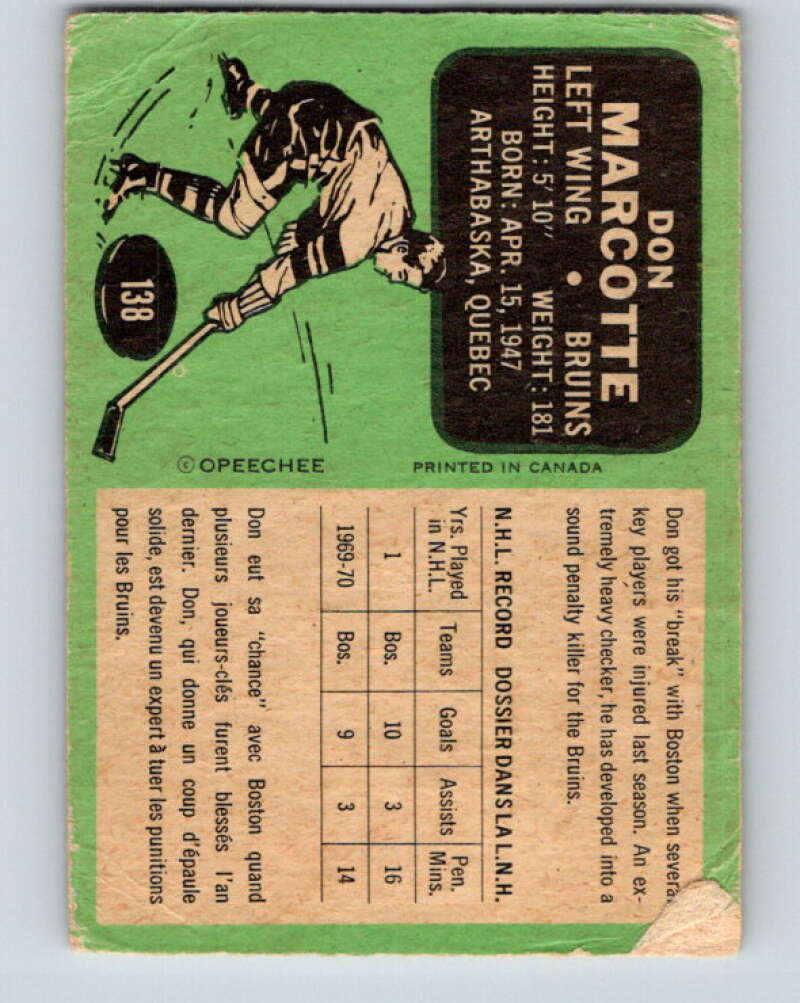 DON
MARCOTTE
LEFT WING • BRUINS
HEIGHT: 5' 10" WEIGHT: 181
BORN: APR. 15, 1947
ARTHABASKA, QUEBEC
138
© OPEECHEE
PRINTED IN CANADA
Don got his "break" with Boston when several
key players were injured last season. An ex-
tremely heavy checker, he has developed into a
sound penalty killer for the Bruins.
N.H.L. RECORD DOSSIER DANS LA L.N.H.
Yrs. Played in N.H.L. Teams Goals Assists Pen. Mins.
1 Bos. 10 3 16
1969-70 Bos. 9 3 14
Don eut sa "chance" avec Boston quand
plusieurs joueurs-clés furent blessés l'an
dernier. Don, qui donne un coup d'épaule
solide, est devenu un expert à tuer les punitions
pour les Bruins.